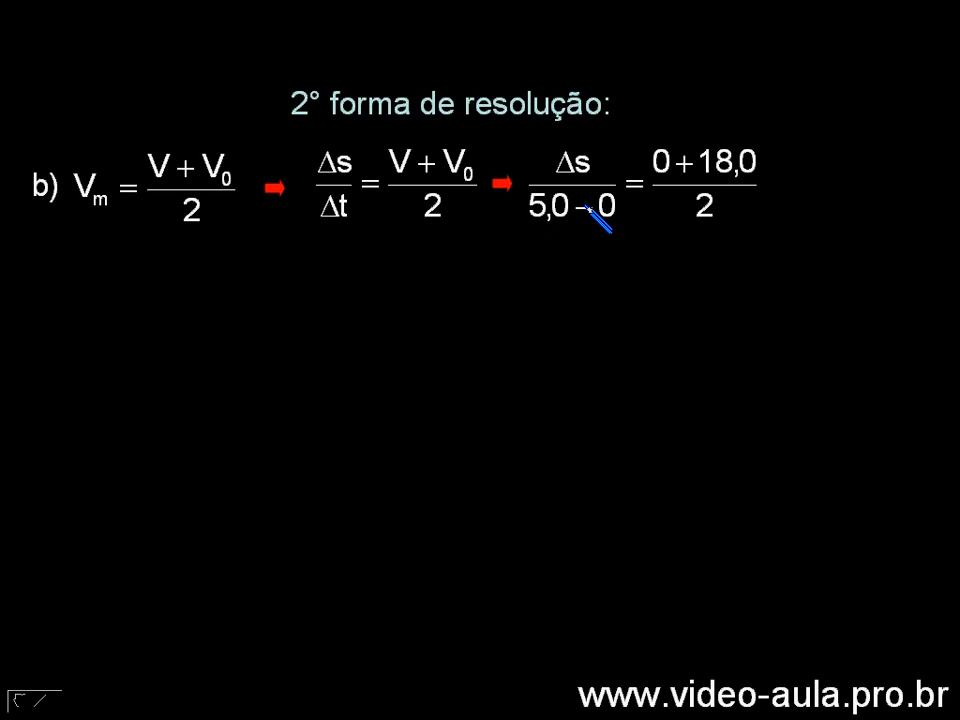 2° forma de resolução:
b) Vₘ = (V + V₀)/2 ➡ Δs/Δt = (V + V₀)/2 ➡ Δs/(5,0 − 0) = (0 + 18,0)/2
www.video-aula.pro.br